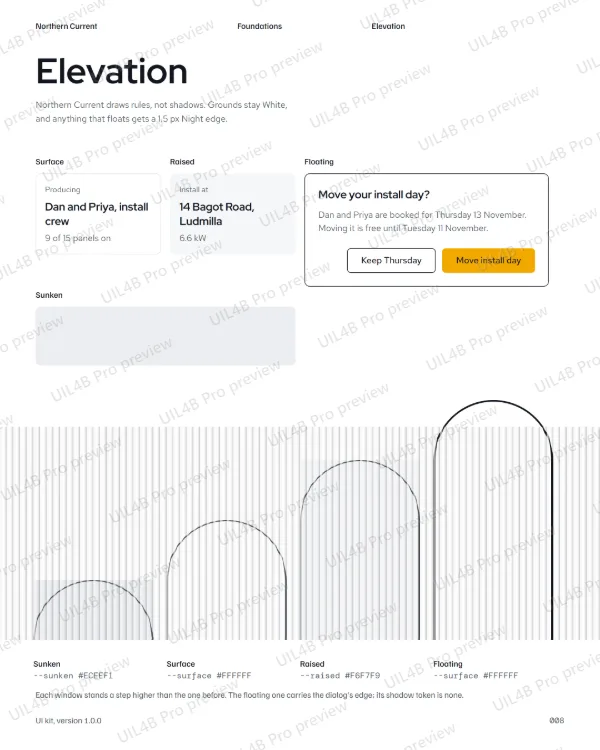 Northern Current
Foundations
Elevation
Elevation
Northern Current draws rules, not shadows. Grounds stay White,
and anything that floats gets a 1.5 px Night edge.
Surface
Raised
Floating
Producing
Dan and Priya, install
crew
9 of 15 panels on
Install at
14 Bagot Road,
Ludmilla
6.6 kW
Move your install day?
Dan and Priya are booked for Thursday 13 November.
Moving it is free until Tuesday 11 November.
Keep Thursday
Move install day
Sunken
Sunken
--sunken #ECEEF1
Surface
--surface #FFFFFF
Raised
--raised #F6F7F9
Floating
--surface #FFFFFF
Each window stands a step higher than the one before. The floating one carries the dialog's edge; its shadow token is none.
UI kit, version 1.0.0
008
UIL4B Pro preview